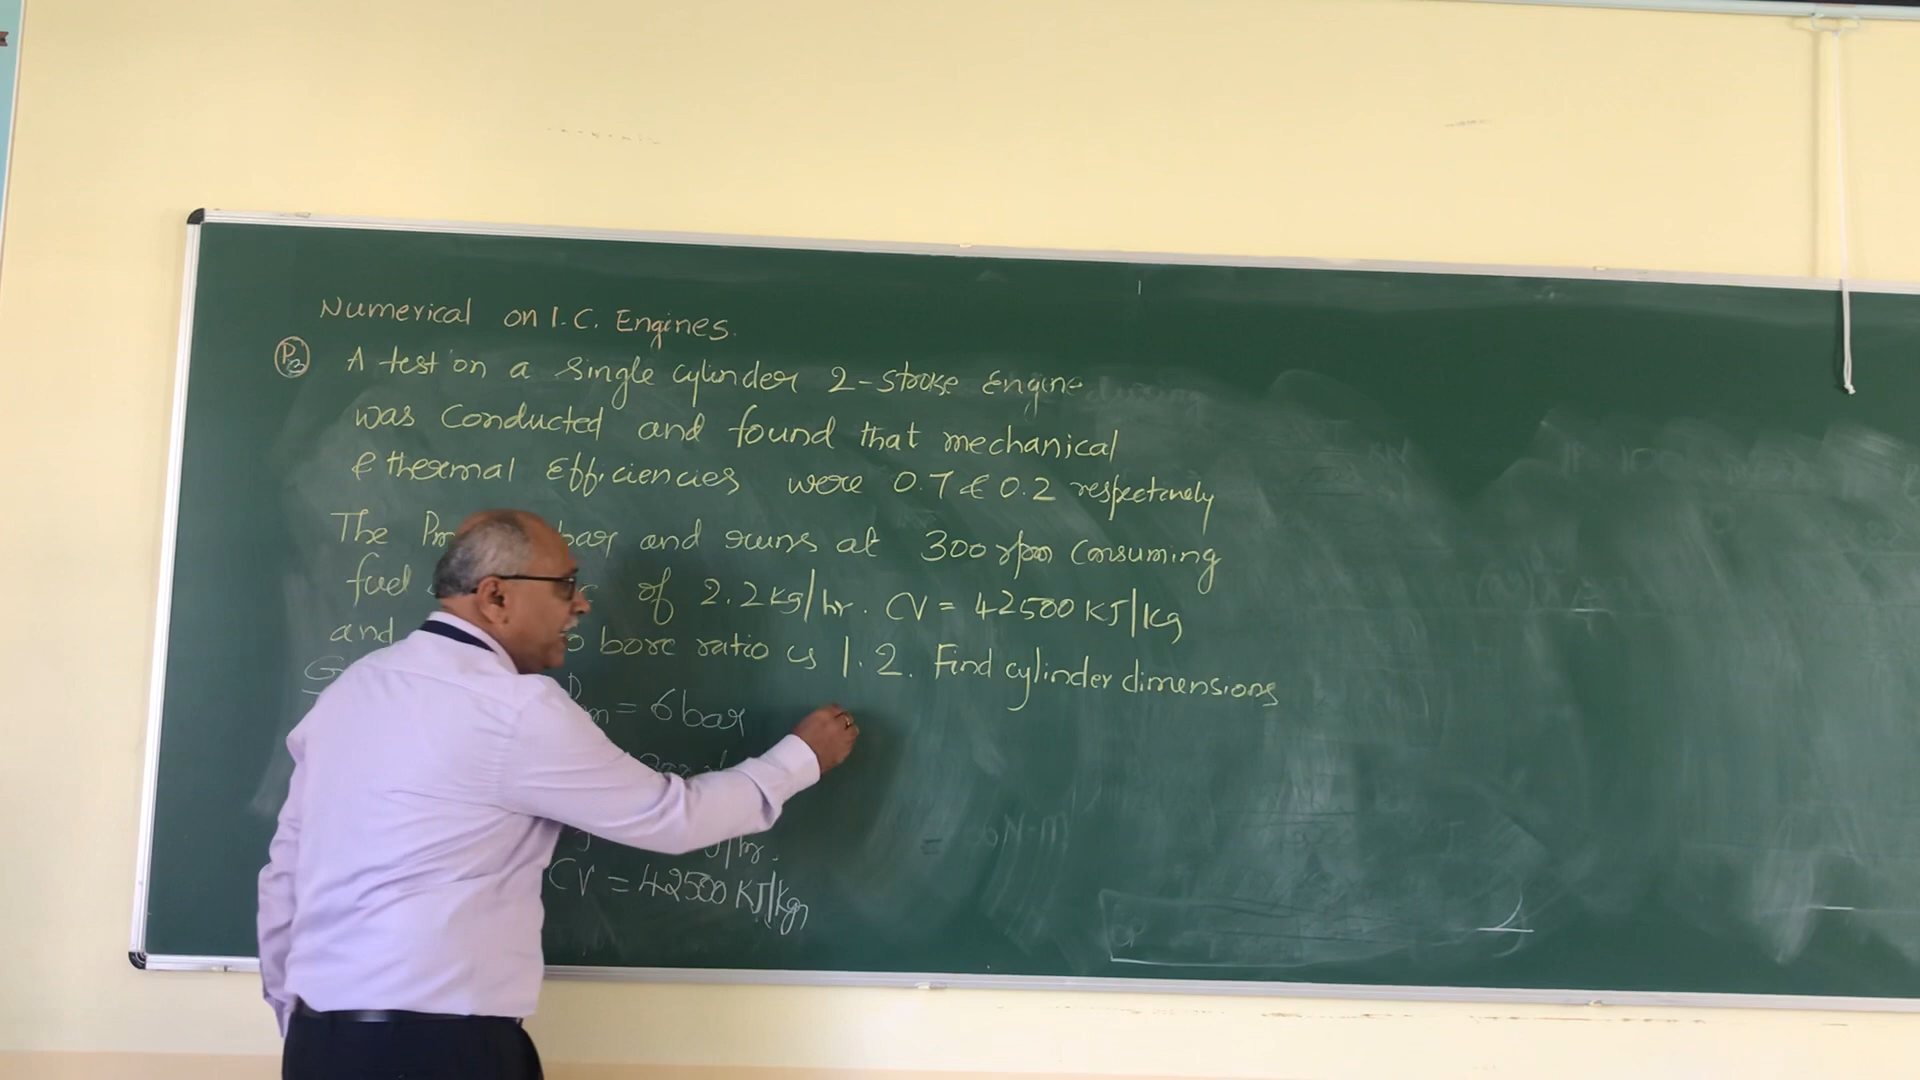 Numerical on I.C. Engines.
P3 A test on a single cylinder 2-stroke Engine
was conducted and found that mechanical
& thermal Efficiencies were 0.7 & 0.2 respectively
The bar and runs at 300 rpm consuming
fuel of 2.2 kg/hr. CV = 42500 KJ/kg
and bore ratio is 1.2. Find cylinder dimensions
= 6 bar
/hr.
CV = 42500 KJ/kg